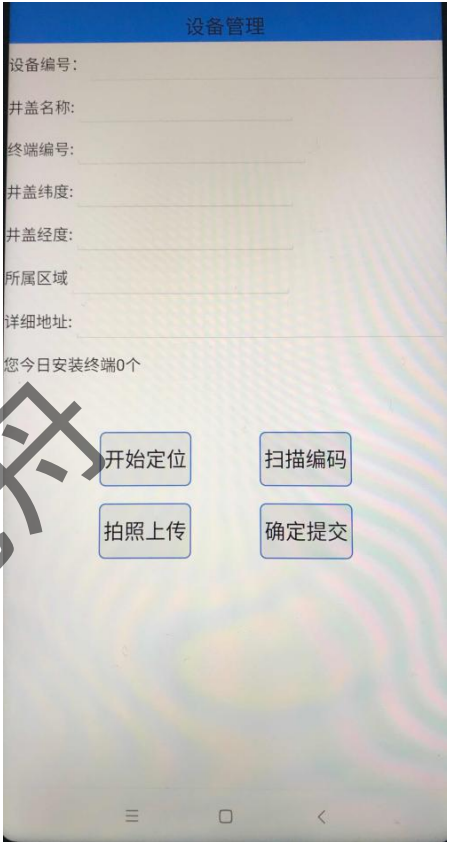 设备管理
设备编号：
井盖名称:
终端编号:
井盖纬度:
井盖经度:
所属区域
详细地址:
您今日安装终端0个
开始定位
扫描编码
拍照上传
确定提交